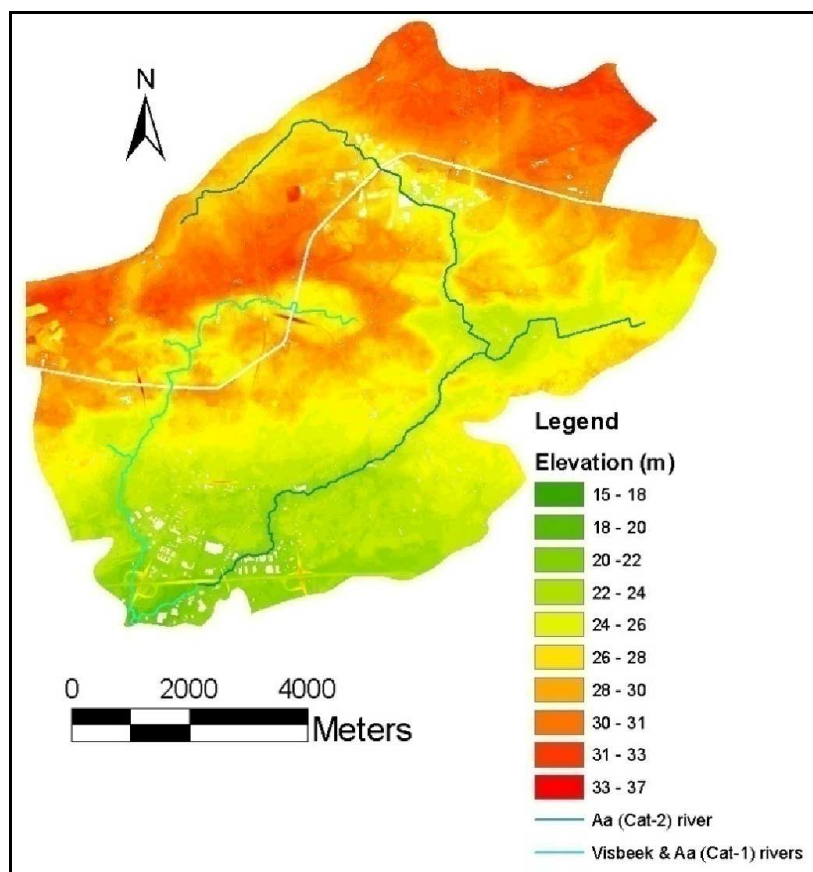 N
Legend
Elevation (m)
15 - 18
18 - 20
20 -22
22 - 24
24 - 26
26 - 28
28 - 30
30 - 31
31 - 33
33 - 37
Aa (Cat-2) river
Visbeek & Aa (Cat-1) rivers
0 2000 4000
Meters